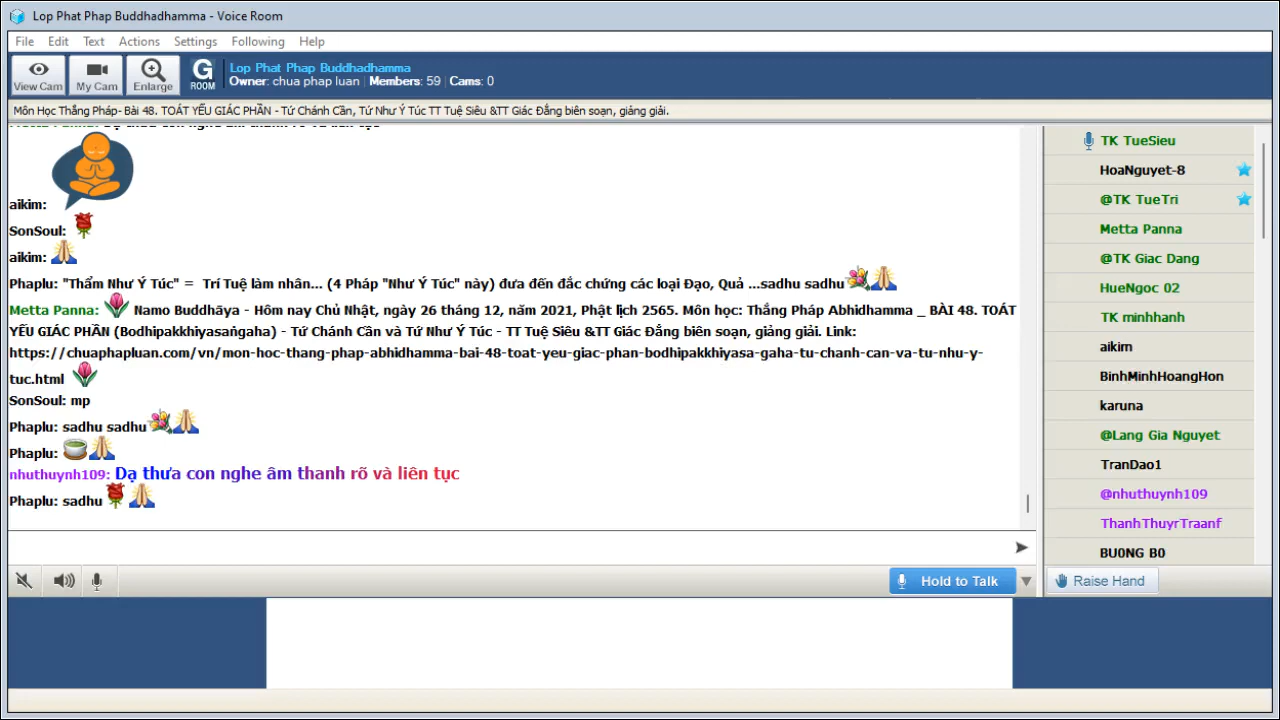 Lop Phat Phap Buddhadhamma - Voice Room
File Edit Text Actions Settings Following Help
View Cam My Cam Enlarge G ROOM
Lop Phat Phap Buddhadhamma
Owner: chua phap luan Members: 59 Cams: 0
Môn Học Thắng Pháp- Bài 48. TOÁT YẾU GIÁC PHẦN - Tứ Chánh Cần, Tứ Như Ý Túc TT Tuệ Siêu &TT Giác Đẳng biên soạn, giảng giải.
aikim:
SonSoul:
aikim:
Phaplu: "Thẩm Như Ý Túc" = Trí Tuệ làm nhân... (4 Pháp "Như Ý Túc" này) đưa đến đắc chứng các loại Đạo, Quả ...sadhu sadhu
Metta Panna: Namo Buddhāya - Hôm nay Chủ Nhật, ngày 26 tháng 12, năm 2021, Phật lịch 2565. Môn học: Thắng Pháp Abhidhamma _ BÀI 48. TOÁT
YẾU GIÁC PHẦN (Bodhipakkhiyasaṅgaha) - Tứ Chánh Cần và Tứ Như Ý Túc - TT Tuệ Siêu &TT Giác Đẳng biên soạn, giảng giải. Link:
https://chuaphapluan.com/vn/mon-hoc-thang-phap-abhidhamma-bai-48-toat-yeu-giac-phan-bodhipakkhiyasa-gaha-tu-chanh-can-va-tu-nhu-y-
tuc.html
SonSoul: mp
Phaplu: sadhu sadhu
Phaplu:
nhuthuynh109: Dạ thưa con nghe âm thanh rõ và liên tục
Phaplu: sadhu
Hold to Talk
TK TueSieu
HoaNguyet-8
@TK TueTri
Metta Panna
@TK Giac Dang
HueNgoc 02
TK minhhanh
aikim
BinhMinhHoangHon
karuna
@Lang Gia Nguyet
TranDao1
@nhuthuynh109
ThanhThuyrTraanf
BU0NG B0
Raise Hand